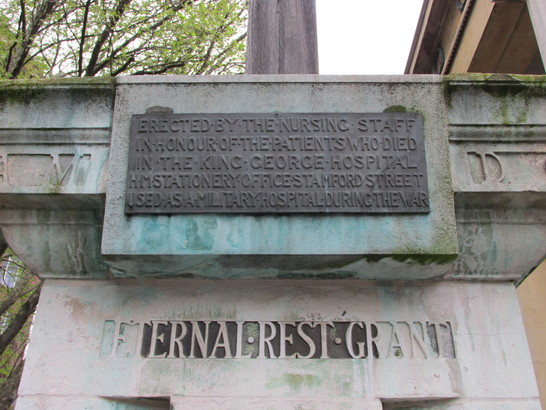 ERECTED·BY·THE·NURSING·STAFF
IN·HONOUR·OF·THE·PATIENTS·WHO·DIED
IN·THE·KING·GEORGE·HOSPITAL
H·M·STATIONERY·OFFICE·STAMFORD·STREET
USED·AS·A·MILITARY·HOSPITAL·DURING·THE·WAR
ETERNAL·REST·GRANT